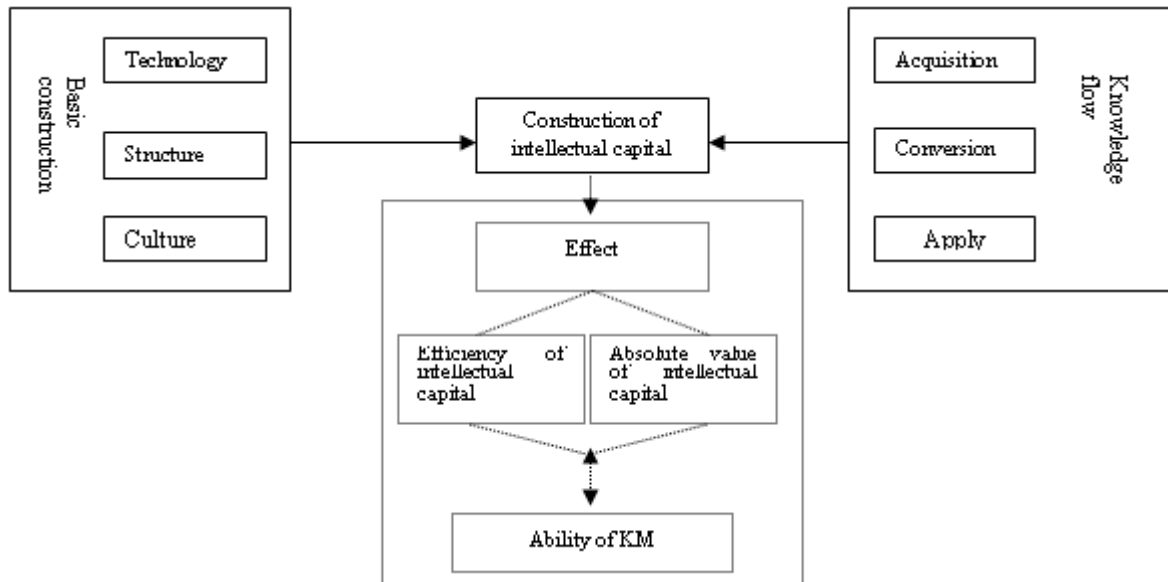 Basic
construction
Technology
Structure
Culture
Construction of
intellectual capital
Acquisition
Conversion
Apply
Knowledge
flow
Effect
Efficiency of
intellectual
capital
Absolute value
of intellectual
capital
Ability of KM